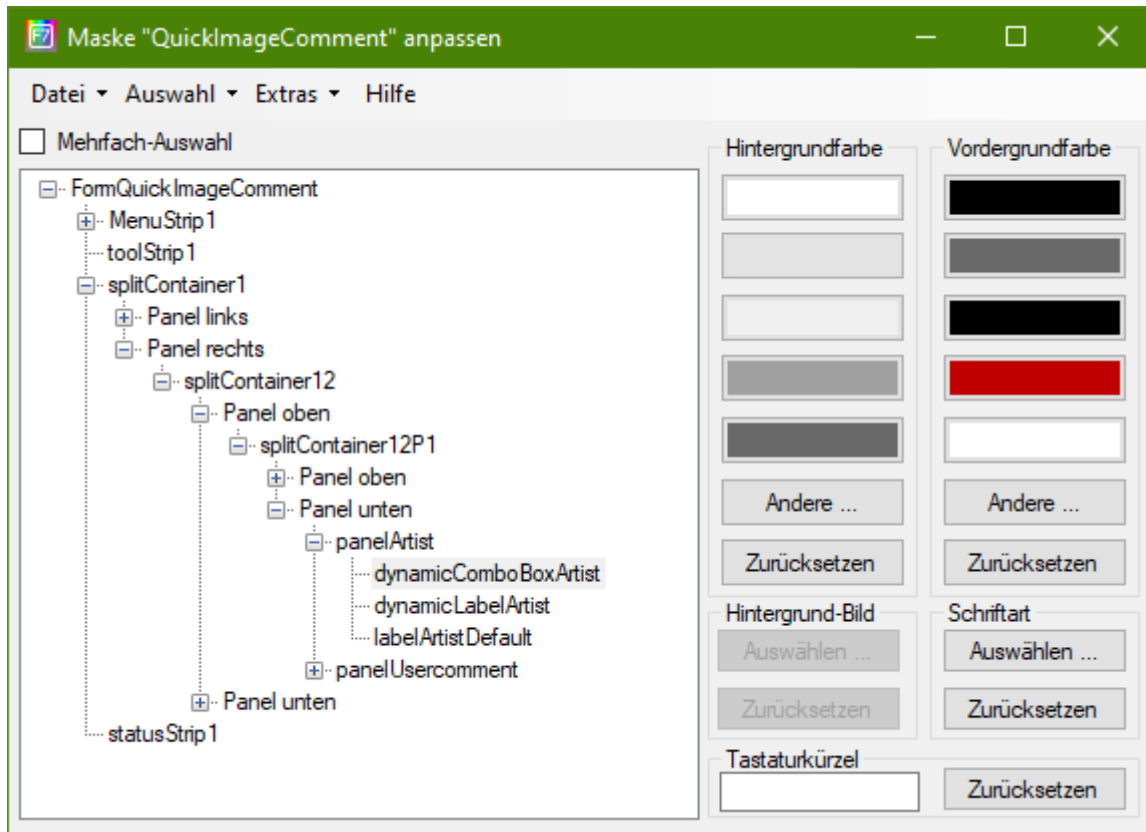 F7 Maske "QuickImageComment" anpassen
Datei Auswahl Extras Hilfe
Mehrfach-Auswahl
FormQuickImageComment
MenuStrip1
toolStrip1
splitContainer1
Panel links
Panel rechts
splitContainer12
Panel oben
splitContainer12P1
Panel oben
Panel unten
panelArtist
dynamicComboBoxArtist
dynamicLabelArtist
labelArtistDefault
panelUsercomment
Panel unten
statusStrip1
Hintergrundfarbe
Andere ...
Zurücksetzen
Vordergrundfarbe
Andere ...
Zurücksetzen
Hintergrund-Bild
Auswählen ...
Zurücksetzen
Schriftart
Auswählen ...
Zurücksetzen
Tastaturkürzel
Zurücksetzen